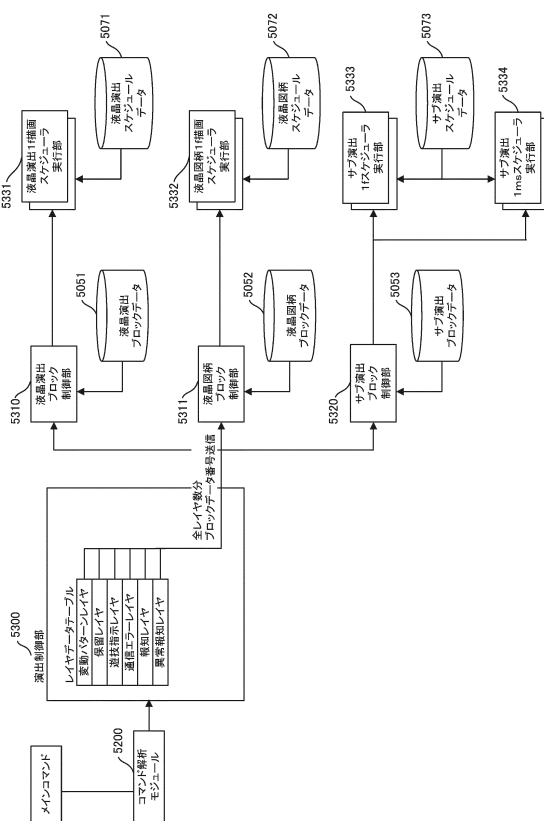 メインコマンド
5200
コマンド解析
モジュール
5300
演出制御部
レイヤデータテーブル
変動パターンレイヤ
保留レイヤ
遊技指示レイヤ
通信エラーレイヤ
報知レイヤ
異常報知レイヤ
全レイヤ数分
ブロックデータ番号送信
5310
液晶演出
ブロック
制御部
5051
液晶演出
ブロックデータ
5331
液晶演出1f描画
スケジューラ
実行部
5071
液晶演出
スケジュール
データ
5311
液晶図柄
ブロック
制御部
5052
液晶図柄
ブロックデータ
5332
液晶図柄1f描画
スケジューラ
実行部
5072
液晶図柄
スケジュール
データ
5320
サブ演出
ブロック
制御部
5053
サブ演出
ブロックデータ
5333
サブ演出
1fスケジューラ
実行部
5073
サブ演出
スケジュール
データ
5334
サブ演出
1msスケジューラ
実行部